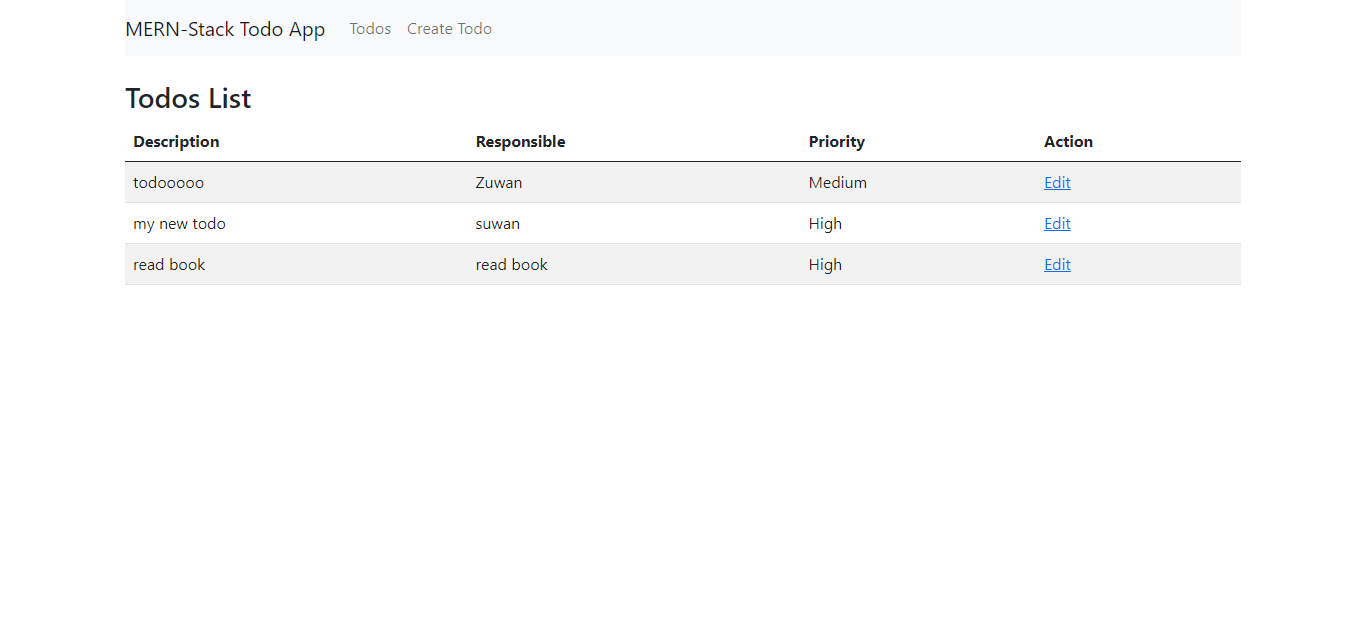 MERN-Stack Todo App Todos Create Todo
Todos List
Description Responsible Priority Action
todooooo Zuwan Medium Edit
my new todo suwan High Edit
read book read book High Edit